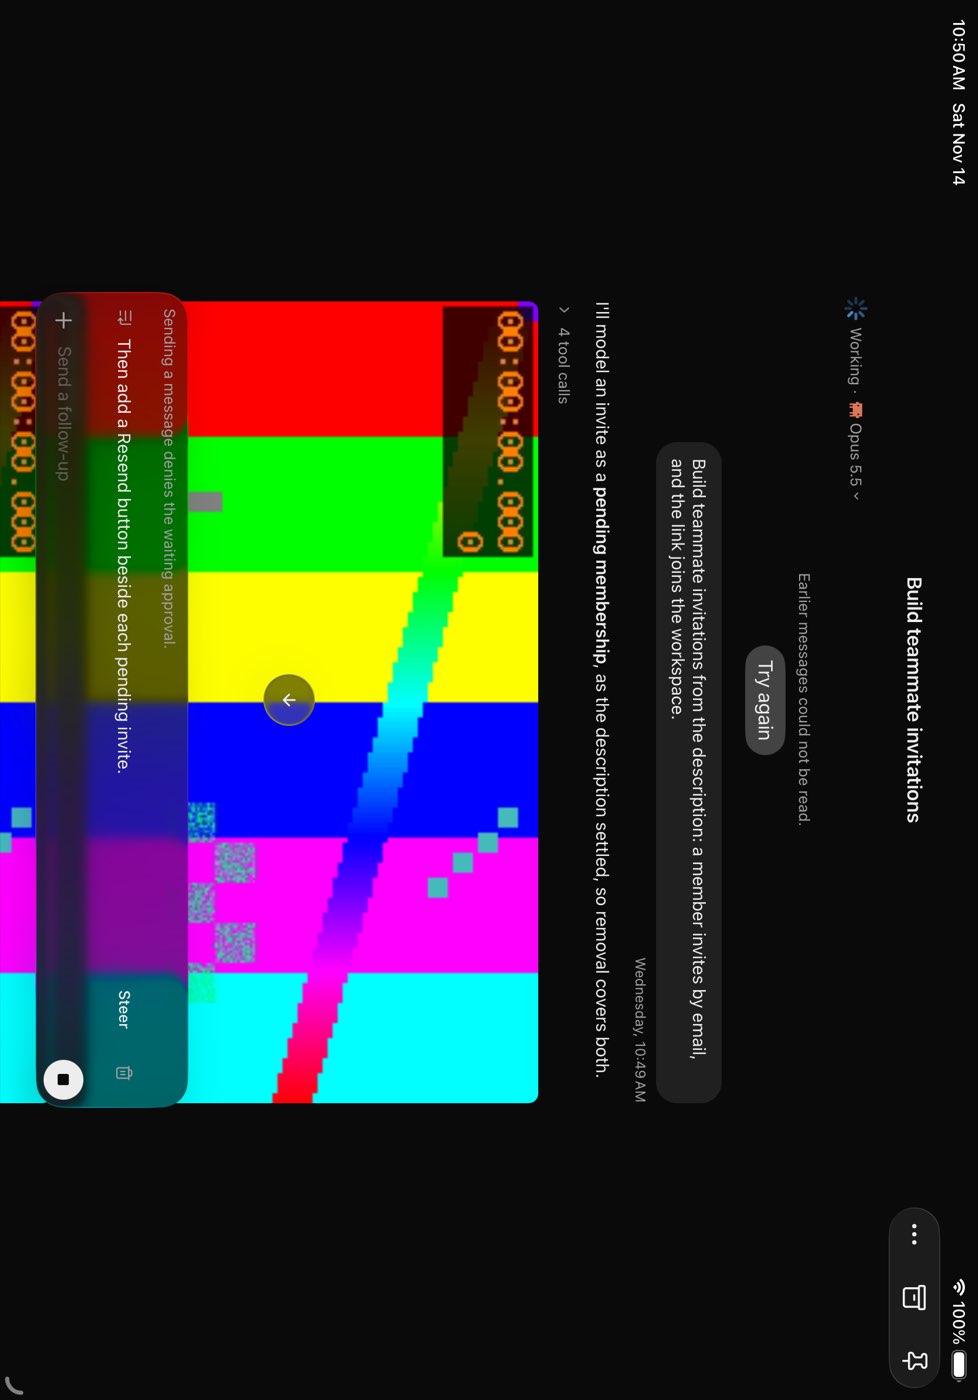 10:50 AM Sat Nov 14
100%
Build teammate invitations
Working · Opus 5.5
Earlier messages could not be read.
Try again
Build teammate invitations from the description: a member invites by email,
and the link joins the workspace.
Wednesday, 10:49 AM
I'll model an invite as a pending membership, as the description settled, so removal covers both.
4 tool calls
00:00:00.000
0
Sending a message denies the waiting approval.
Then add a Resend button beside each pending invite.
Steer
Send a follow-up
00:00:00.000